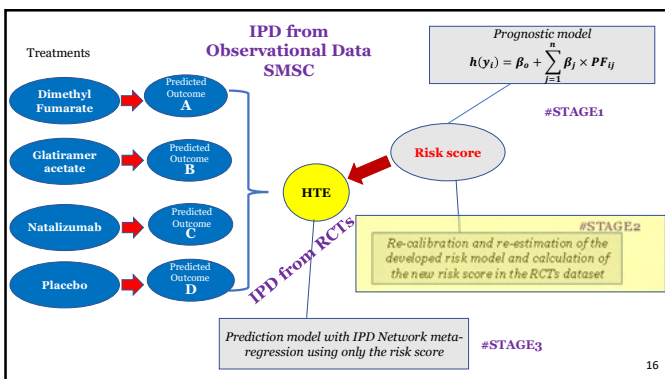 Treatments
Dimethyl
Fumarate
Predicted
Outcome
A
Glatiramer
acetate
Predicted
Outcome
B
Natalizumab
Predicted
Outcome
C
Placebo
Predicted
Outcome
D
IPD from
Observational Data
SMSC
HTE
IPD from RCTs
Risk score
Prognostic model
h(y_i) = β_o + ∑_{j=1}^{n} β_j × PF_{ij}
#STAGE1
#STAGE2
Re-calibration and re-estimation of the
developed risk model and calculation
of the new risk score in the RCTs dataset
Prediction model with IPD Network meta-
regression using only the risk score
#STAGE3
16